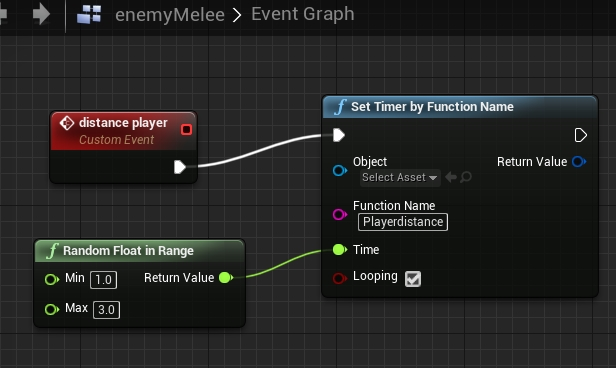 enemyMelee > Event Graph
distance player
Custom Event
f Set Timer by Function Name
Object
Select Asset
Return Value
Function Name
Playerdistance
Time
Looping
f Random Float in Range
Min 1.0
Return Value
Max 3.0